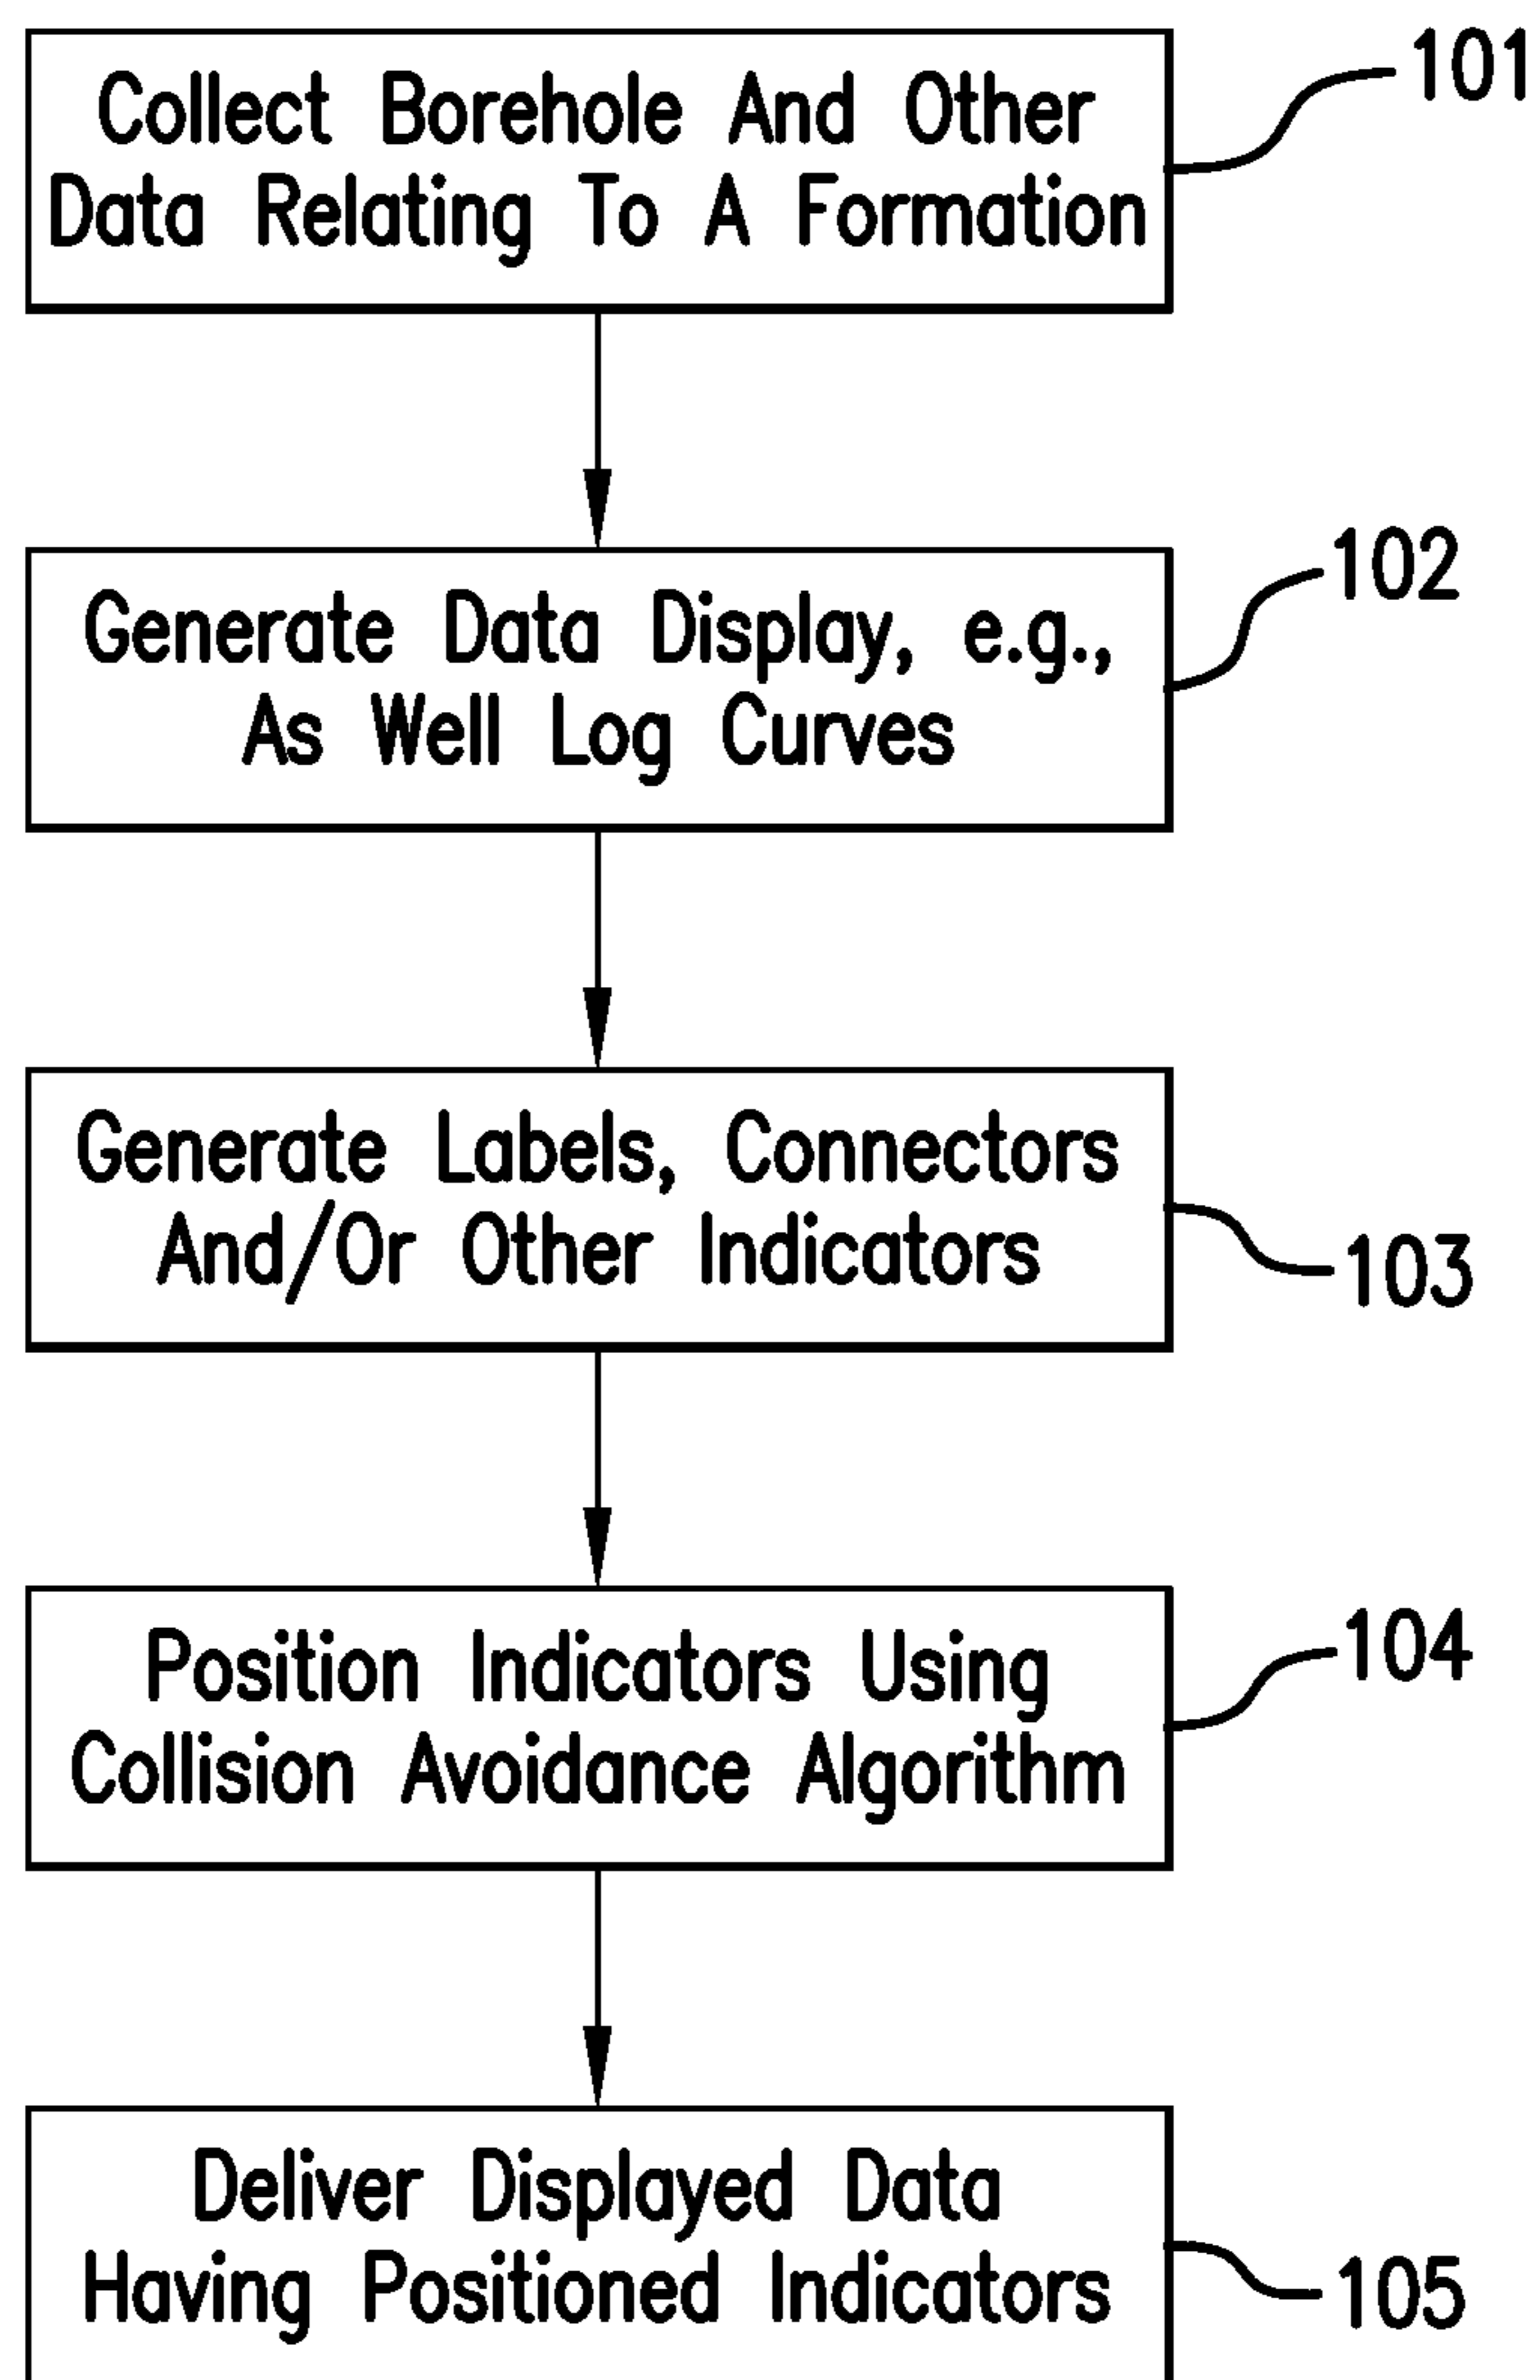 Collect Borehole And Other
Data Relating To A Formation
101
Generate Data Display, e.g.,
As Well Log Curves
102
Generate Labels, Connectors
And/Or Other Indicators
103
Position Indicators Using
Collision Avoidance Algorithm
104
Deliver Displayed Data
Having Positioned Indicators
105